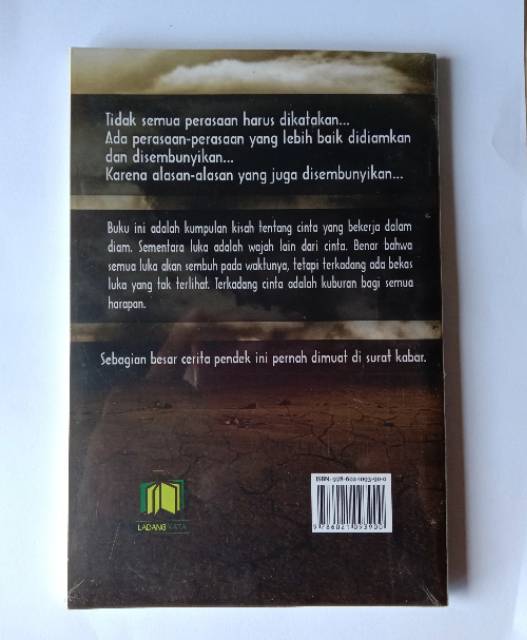 Tidak semua perasaan harus dikatakan...
Ada perasaan-perasaan yang lebih baik didiamkan
dan disembunyikan...
Karena alasan-alasan yang juga disembunyikan...
Buku ini adalah kumpulan kisah tentang cinta yang bekerja dalam
diam. Sementara luka adalah wajah lain dari cinta. Benar bahwa
semua luka akan sembuh pada waktunya, tetapi terkadang ada bekas
luka yang tak terlihat. Terkadang cinta adalah kuburan bagi semua
harapan.
Sebagian besar cerita pendek ini pernah dimuat di surat kabar.
LADANG KATA